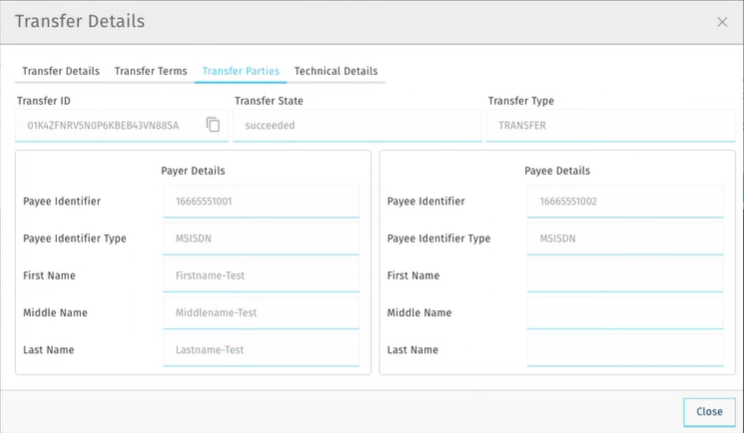 Transfer Details
Transfer Details Transfer Terms Transfer Parties Technical Details
Transfer ID Transfer State Transfer Type
01K4ZFNRV5N0P6KBEB43VN88SA succeeded TRANSFER
Payer Details
Payee Identifier 16665551001
Payee Identifier Type MSISDN
First Name Firstname-Test
Middle Name Middlename-Test
Last Name Lastname-Test
Payee Details
Payee Identifier 16665551002
Payee Identifier Type MSISDN
First Name
Middle Name
Last Name
Close